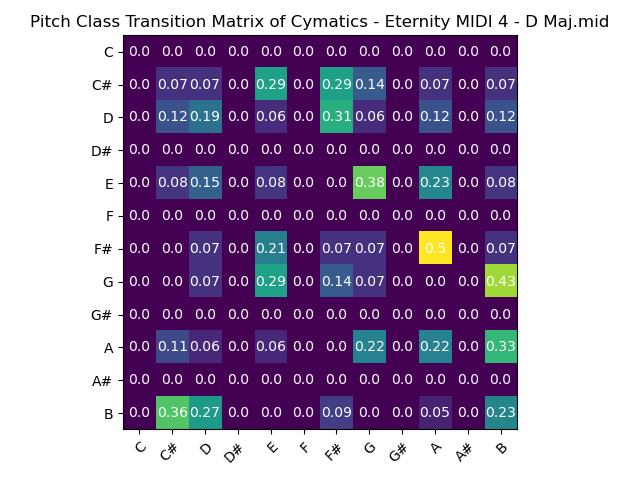 Pitch Class Transition Matrix of Cymatics - Eternity MIDI 4 - D Maj.mid
C 0.0 0.0 0.0 0.0 0.0 0.0 0.0 0.0 0.0 0.0 0.0 0.0
C# 0.0 0.07 0.07 0.0 0.29 0.0 0.29 0.14 0.0 0.07 0.0 0.07
D 0.0 0.12 0.19 0.0 0.06 0.0 0.31 0.06 0.0 0.12 0.0 0.12
D# 0.0 0.0 0.0 0.0 0.0 0.0 0.0 0.0 0.0 0.0 0.0 0.0
E 0.0 0.08 0.15 0.0 0.08 0.0 0.0 0.38 0.0 0.23 0.0 0.08
F 0.0 0.0 0.0 0.0 0.0 0.0 0.0 0.0 0.0 0.0 0.0 0.0
F# 0.0 0.0 0.07 0.0 0.21 0.0 0.07 0.07 0.0 0.5 0.0 0.07
G 0.0 0.0 0.07 0.0 0.29 0.0 0.14 0.07 0.0 0.0 0.0 0.43
G# 0.0 0.0 0.0 0.0 0.0 0.0 0.0 0.0 0.0 0.0 0.0 0.0
A 0.0 0.11 0.06 0.0 0.06 0.0 0.0 0.22 0.0 0.22 0.0 0.33
A# 0.0 0.0 0.0 0.0 0.0 0.0 0.0 0.0 0.0 0.0 0.0 0.0
B 0.0 0.36 0.27 0.0 0.0 0.0 0.09 0.0 0.0 0.05 0.0 0.23
C C# D D# E F F# G G# A A# B